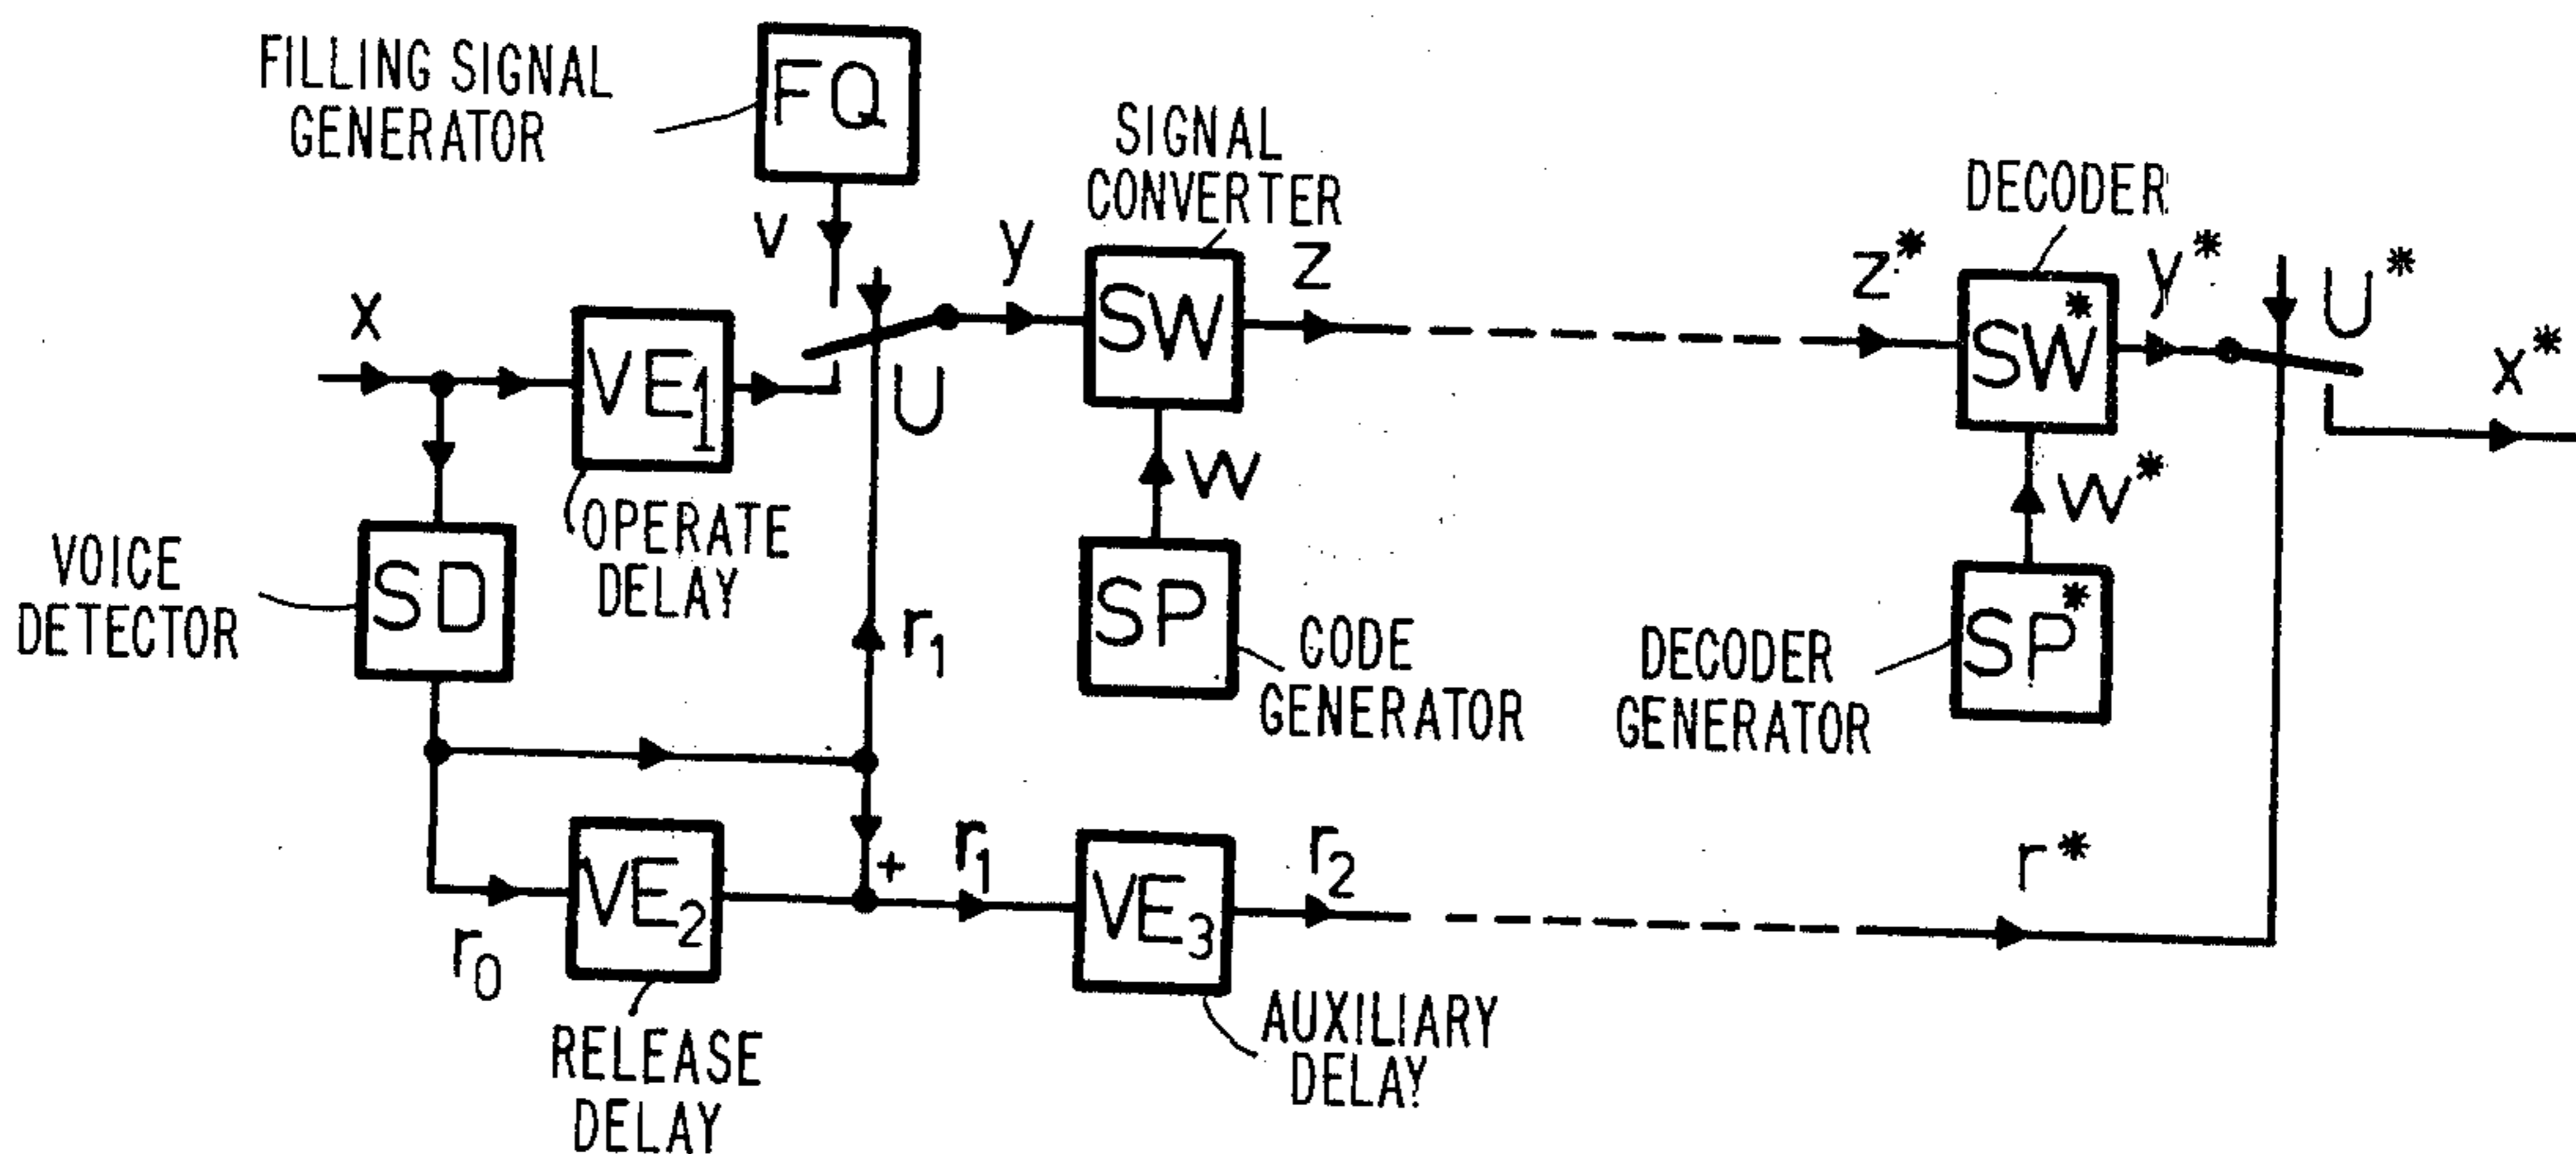 FILLING SIGNAL
GENERATOR
FQ
v
x
VE1
OPERATE
DELAY
U
y
SIGNAL
CONVERTER
SW
z
w
SP
CODE
GENERATOR
VOICE
DETECTOR
SD
r1
r0
VE2
RELEASE
DELAY
+
r1
VE3
AUXILIARY
DELAY
r2
z*
DECODER
SW*
y*
U*
x*
w*
SP*
DECODER
GENERATOR
r*